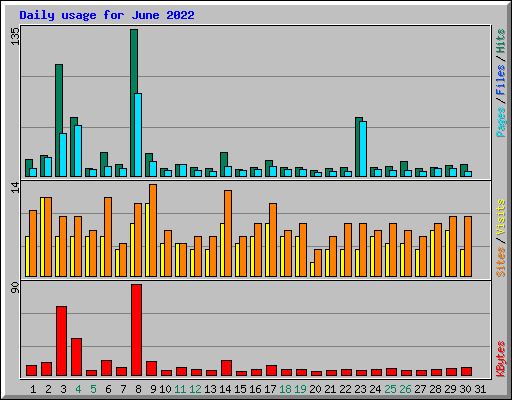 Daily usage for June 2022
135
Pages / Files / Hits
14
Sites / Visits
90
KBytes
1 2 3 4 5 6 7 8 9 10 11 12 13 14 15 16 17 18 19 20 21 22 23 24 25 26 27 28 29 30 31